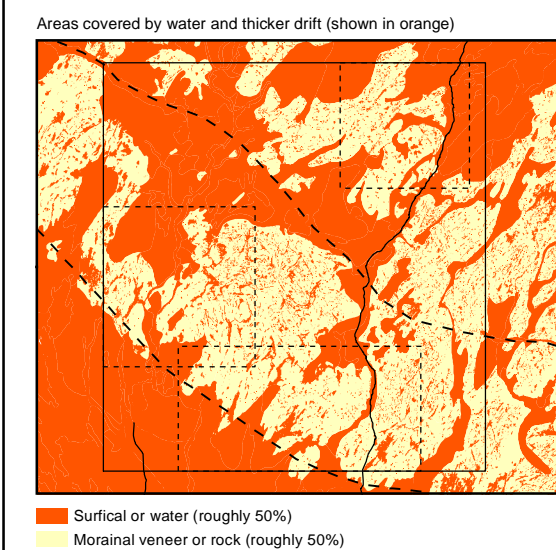 Areas covered by water and thicker drift (shown in orange)
Surfical or water (roughly 50%)
Morainal veneer or rock (roughly 50%)